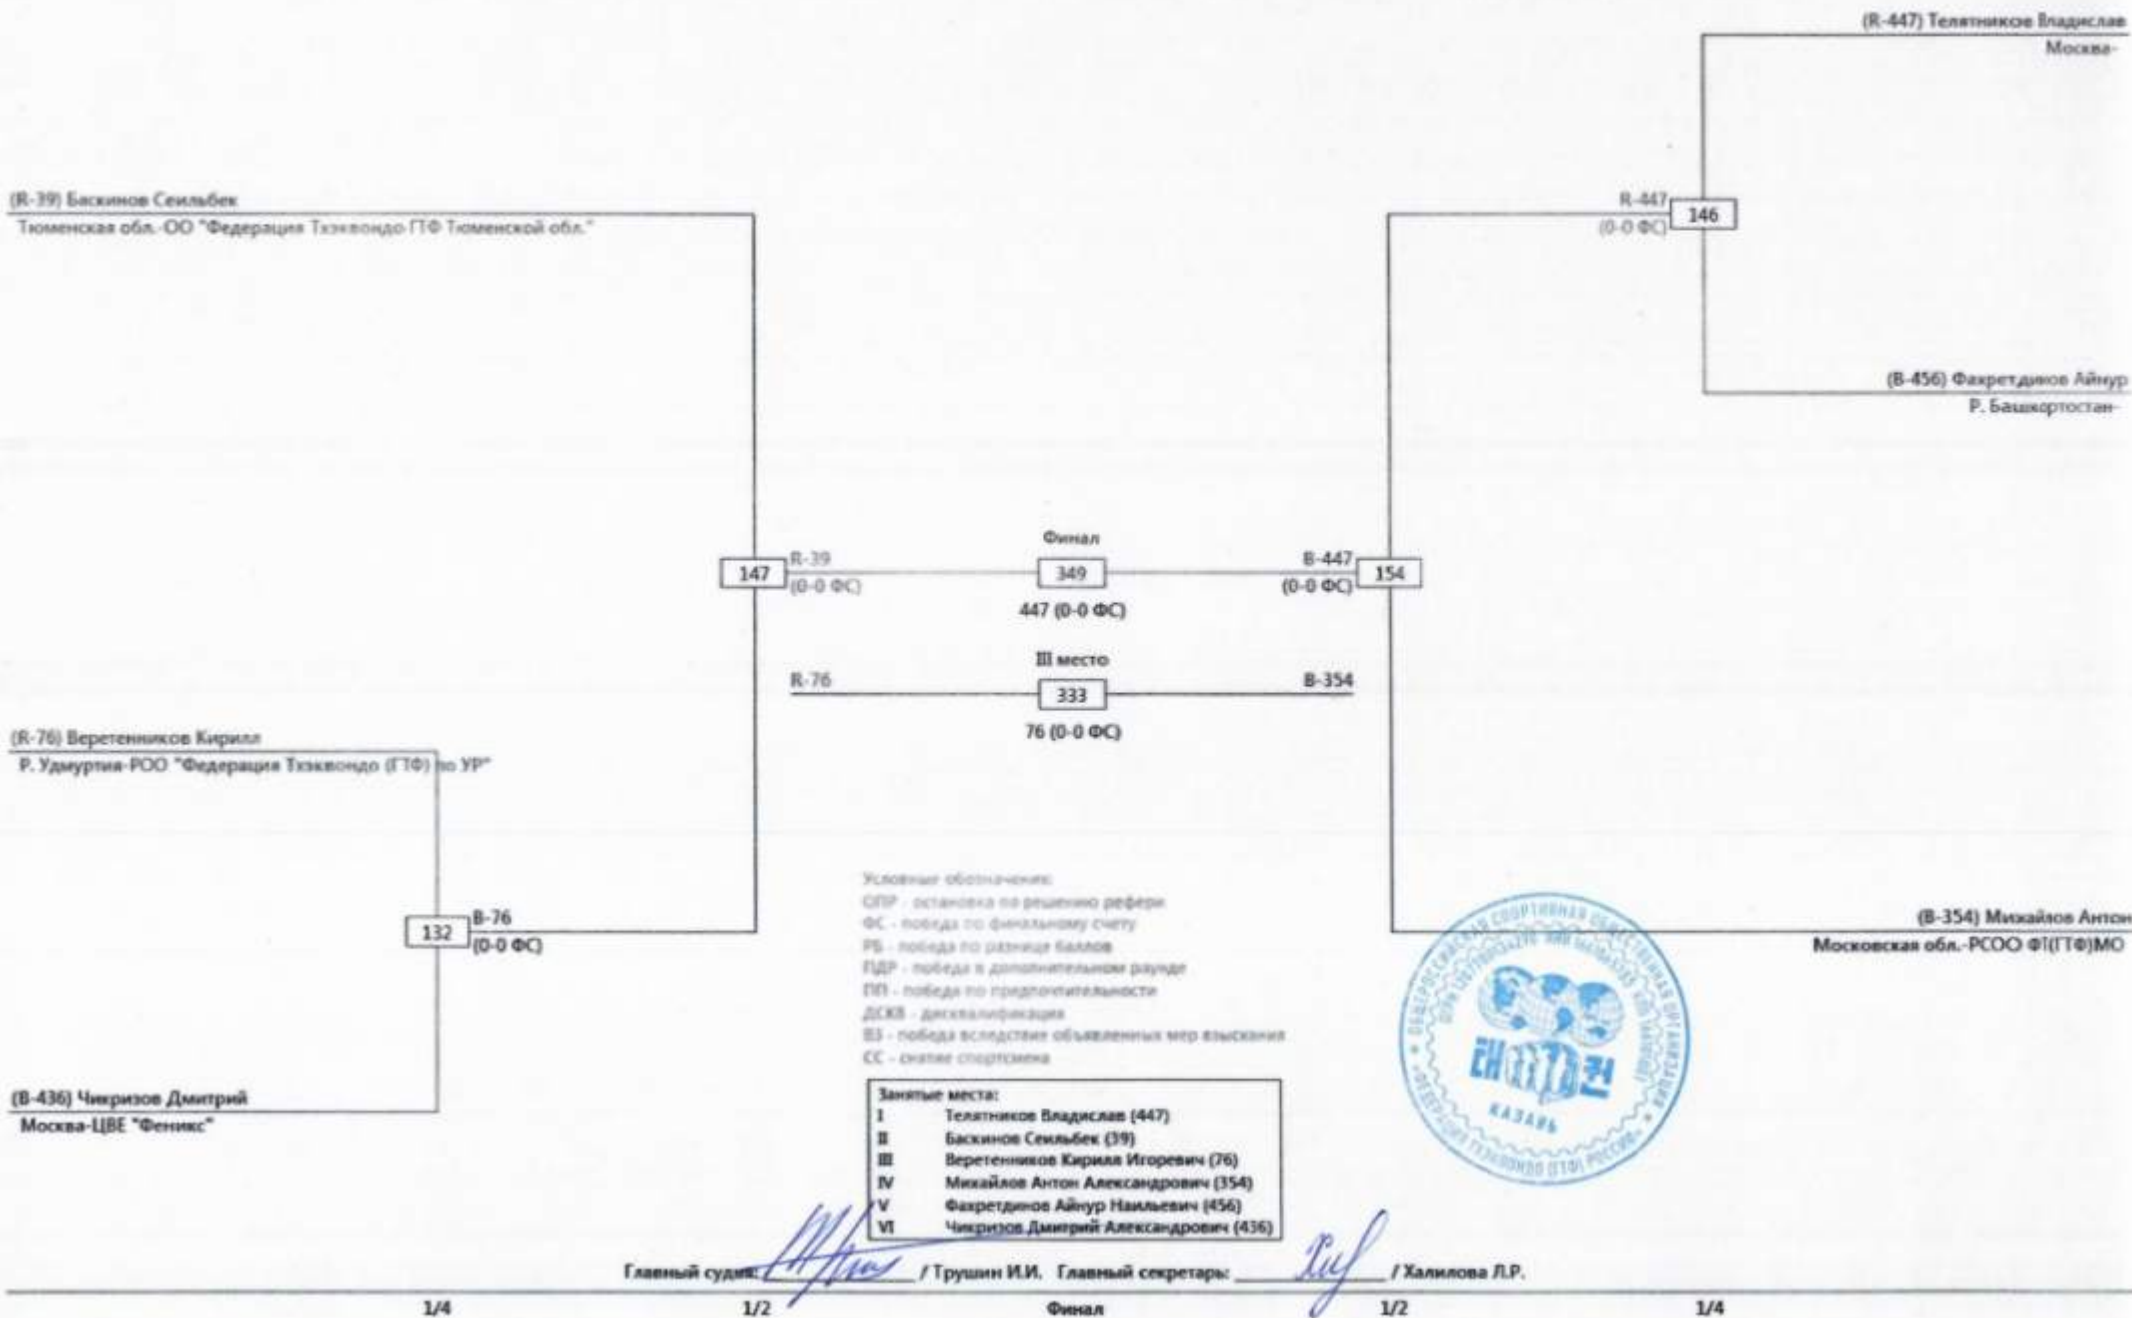 (R-447) Телятников Владислав
Москва-
(R-39) Баскинов Сеильбек
Тюменская обл.-ОО "Федерация Тхэквондо ГТФ Тюменской обл."
R-447
146
(0-0 ФС)
(B-456) Фахретдинов Айнур
Р. Башкортостан-
Финал
147
R-39
(0-0 ФС)
349
B-447
(0-0 ФС)
154
447 (0-0 ФС)
III место
R-76
333
B-354
76 (0-0 ФС)
(R-76) Веретенников Кирилл
Р. Удмуртия-РОО "Федерация Тхэквондо (ГТФ) по УР"
132
B-76
(0-0 ФС)
(B-354) Михайлов Антон
Московская обл.-РСОО ФТ(ГТФ)МО
(B-436) Чикризов Дмитрий
Москва-ЦВЕ "Феникс"
Условные обозначения:
ОПР - остановка по решению рефери
ФС - победа по финальному счету
РБ - победа по разнице баллов
ПДР - победа в дополнительном раунде
ПП - победа по предпочтительности
ДСКВ - дисквалификация
ВЗ - победа вследствие объявленных мер взыскания
СС - снятие спортсмена
Занятые места:
I Телятников Владислав (447)
II Баскинов Сеильбек (39)
III Веретенников Кирилл Игоревич (76)
IV Михайлов Антон Александрович (354)
V Фахретдинов Айнур Наильевич (456)
VI Чикризов Дмитрий Александрович (436)
ОБЩЕРОССИЙСКАЯ СПОРТИВНАЯ ОБЩЕСТВЕННАЯ ОРГАНИЗАЦИЯ
«ФЕДЕРАЦИЯ ТХЭКВОНДО (ГТФ) РОССИИ»
КАЗАНЬ
Главный судья: / Трушин И.И. Главный секретарь: / Халилова Л.Р.
1/4 1/2 Финал 1/2 1/4